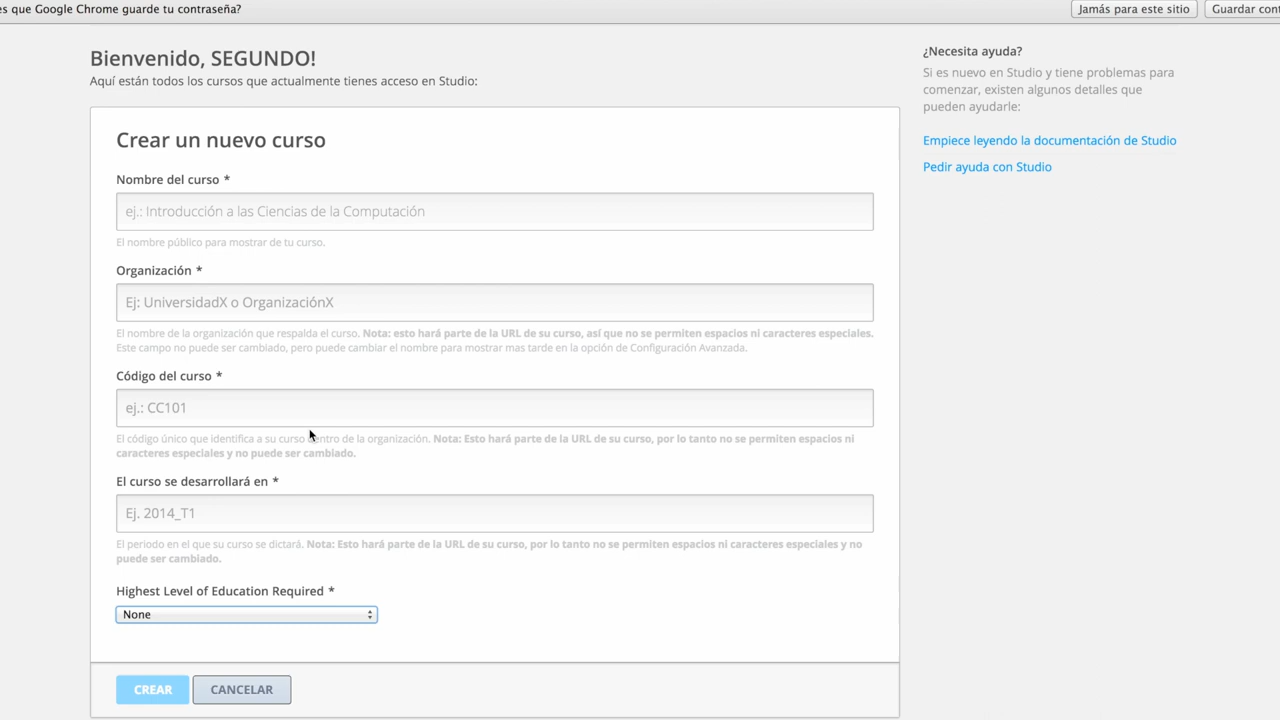 es que Google Chrome guarde tu contraseña?
Jamás para este sitio
Guardar
Bienvenido, SEGUNDO!
Aquí están todos los cursos que actualmente tienes acceso en Studio:
¿Necesita ayuda?
Si es nuevo en Studio y tiene problemas para
comenzar, existen algunos detalles que
pueden ayudarle:
Empiece leyendo la documentación de Studio
Pedir ayuda con Studio
Crear un nuevo curso
Nombre del curso *
ej.: Introducción a las Ciencias de la Computación
El nombre público para mostrar de tu curso.
Organización *
Ej: UniversidadX o OrganizaciónX
El nombre de la organización que respalda el curso. Nota: esto hará parte de la URL de su curso, así que no se permiten espacios ni caracteres especiales.
Este campo no puede ser cambiado, pero puede cambiar el nombre para mostrar mas tarde en la opción de Configuración Avanzada.
Código del curso *
ej.: CC101
El código único que identifica a su curso dentro de la organización. Nota: Esto hará parte de la URL de su curso, por lo tanto no se permiten espacios ni
caracteres especiales y no puede ser cambiado.
El curso se desarrollará en *
Ej. 2014_T1
El periodo en el que su curso se dictará. Nota: Esto hará parte de la URL de su curso, por lo tanto no se permiten espacios ni caracteres especiales y no
puede ser cambiado.
Highest Level of Education Required *
None
CREAR
CANCELAR